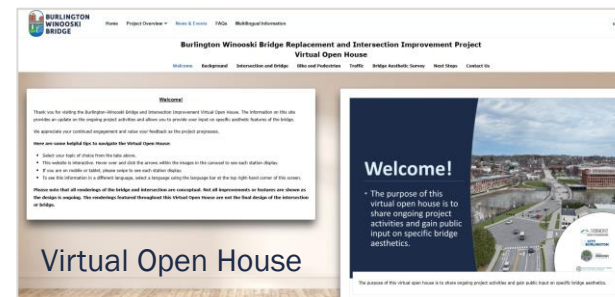 BURLINGTON
WINOOSKI
BRIDGE
Home Project Overview News & Events FAQs Multilingual Information
Burlington Winooski Bridge Replacement and Intersection Improvement Project
Virtual Open House
Welcome Background Intersection and Bridge Bike and Pedestrian Traffic Bridge Aesthetic Survey Next Steps Contact Us
Welcome!
Thank you for visiting the Burlington-Winooski Bridge and Intersection Improvement Virtual Open House. The information on this site
provides an update on the ongoing project activities and allows you to provide your input on specific aesthetic features of the bridge.
We appreciate your continued engagement and value your feedback as the project progresses.
Here are some helpful tips to navigate the Virtual Open House:
• Select your topic of choice from the tabs above.
• This website is interactive. Hover over and click the arrows within the images in the carousel to see each station display.
• If you are on mobile or tablet, please swipe to see each station display.
• To see this information in a different language, select a language using the language bar at the top right-hand corner of this screen.
Please note that all renderings of the bridge and intersection are conceptual. Not all improvements or features are shown as
the design is ongoing. The renderings featured throughout this Virtual Open House are not the final design of the intersection
or bridge.
Virtual Open House
Welcome!
• The purpose of this
virtual open house is to
share ongoing project
activities and gain public
input on specific bridge
aesthetics.
VERMONT
BURLINGTON
The purpose of this virtual open house is to share ongoing project activities and gain public input on specific bridge aesthetics.